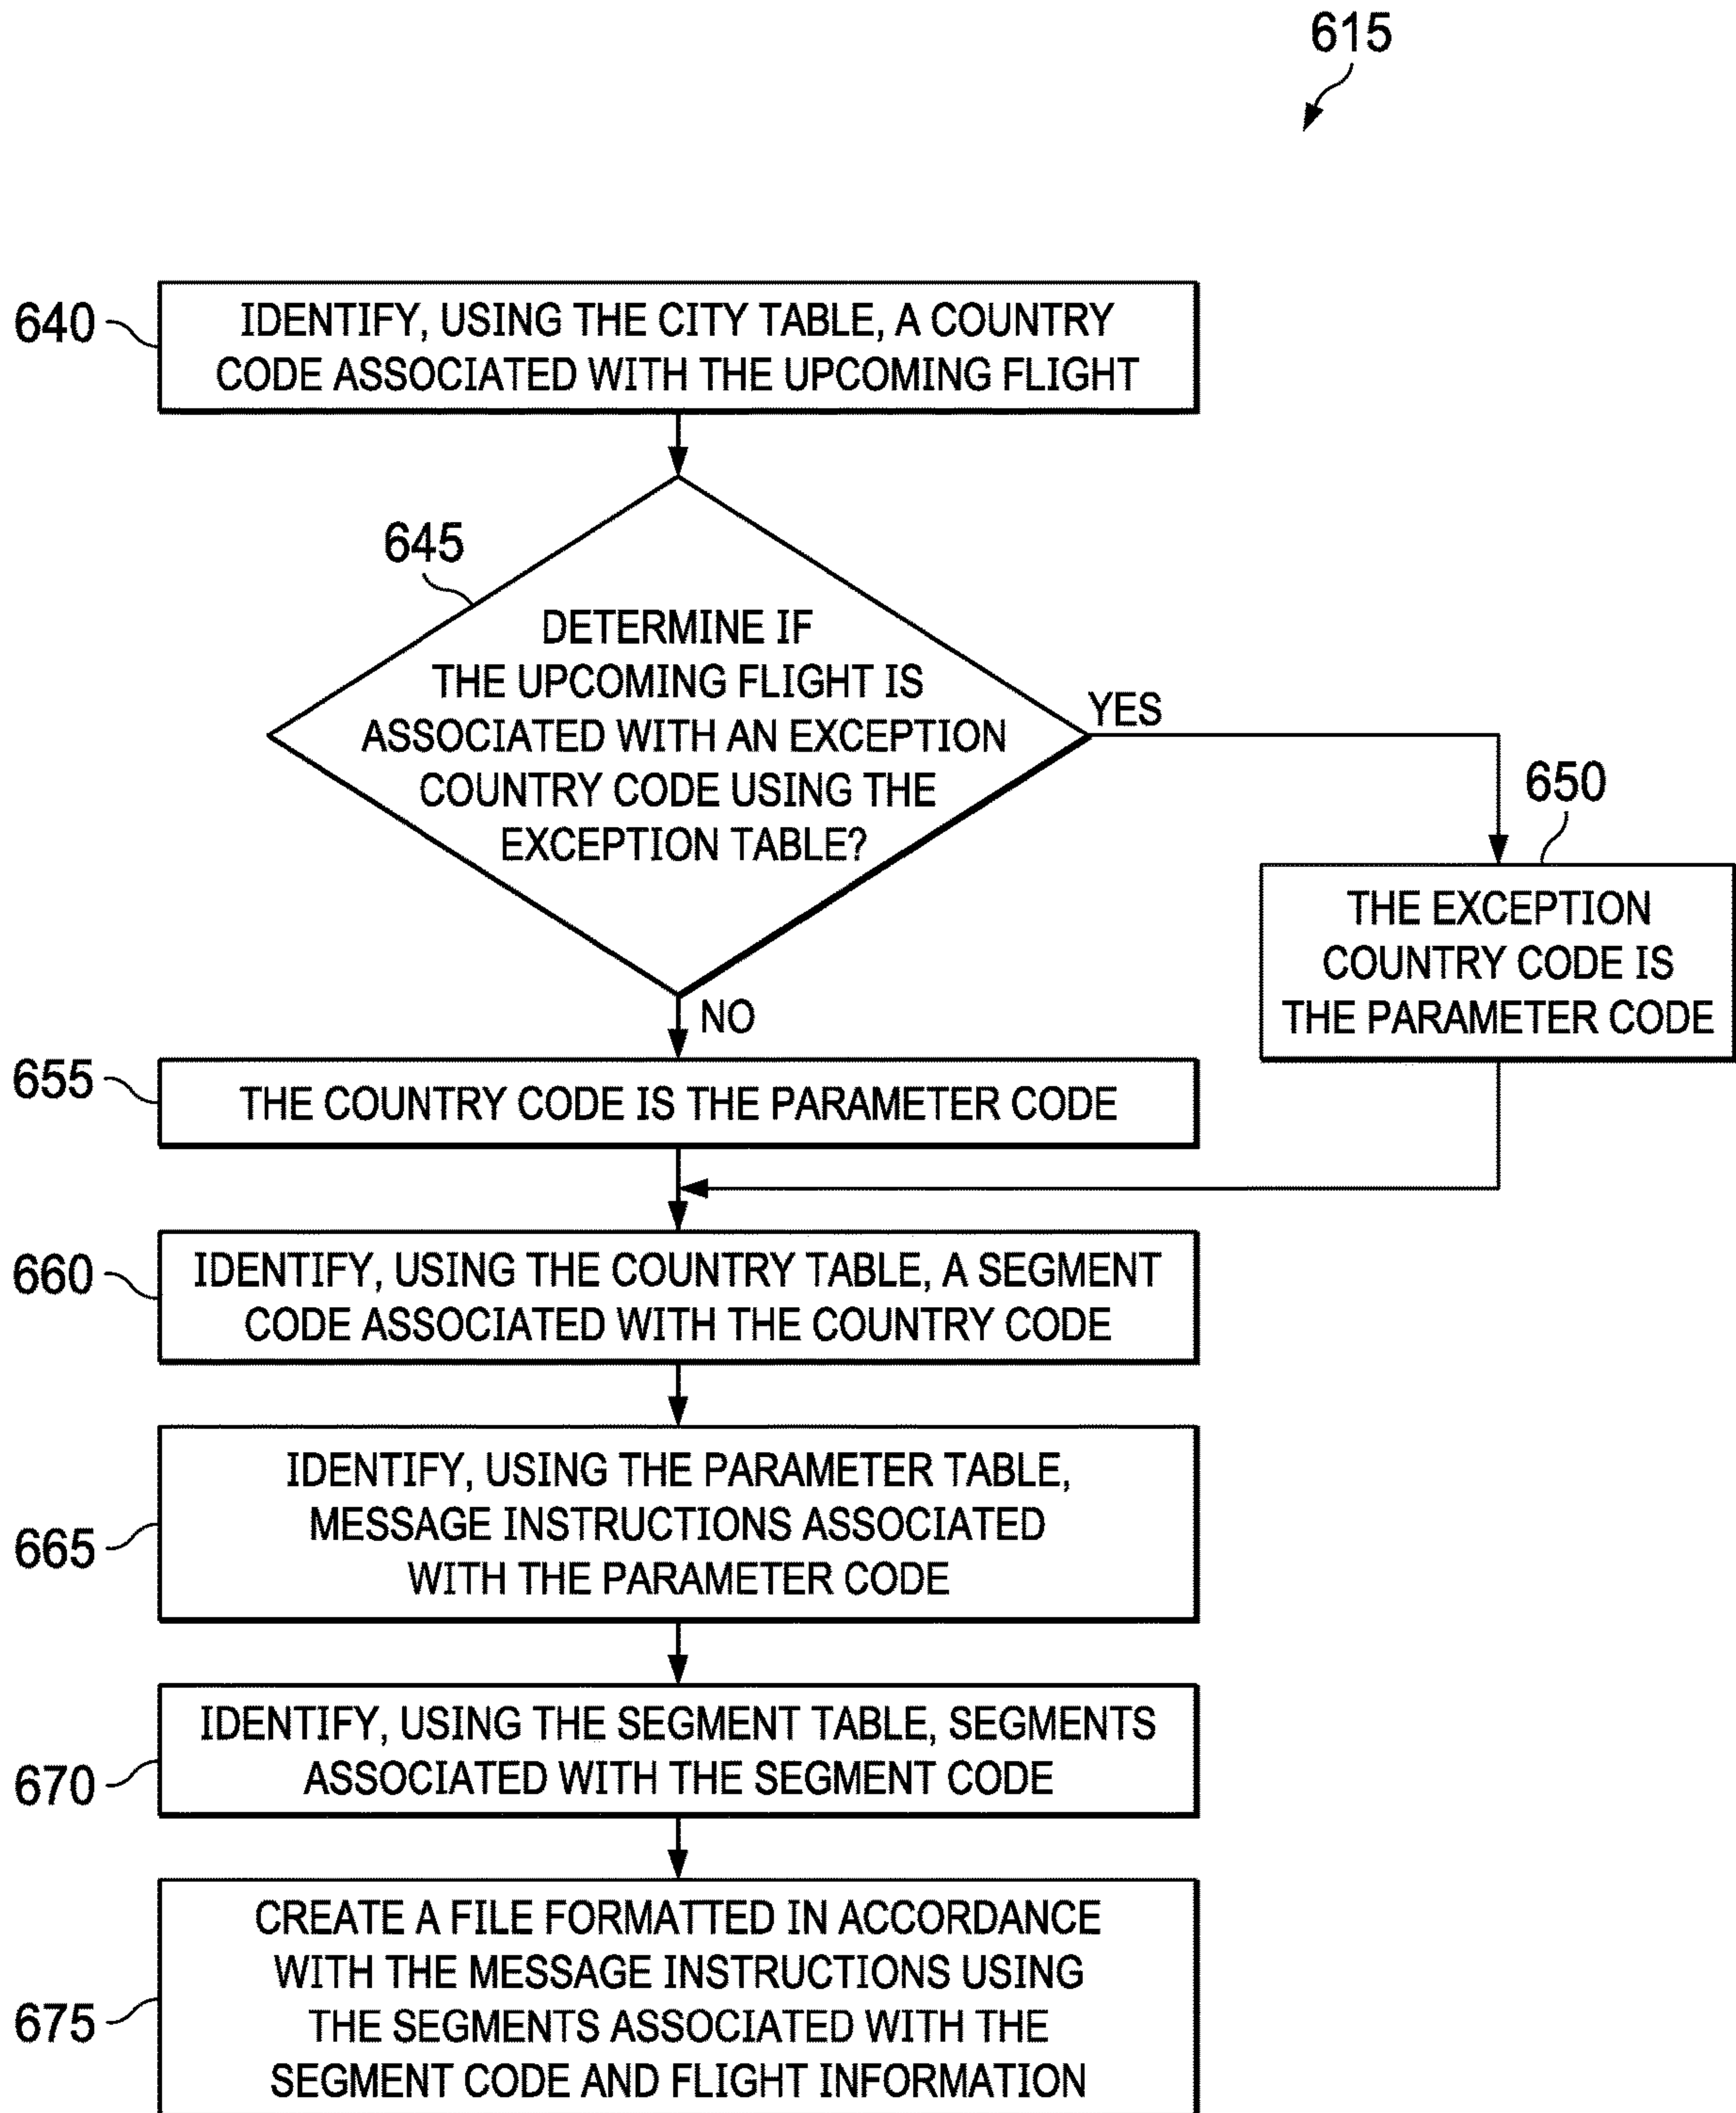 615
640
IDENTIFY, USING THE CITY TABLE, A COUNTRY
CODE ASSOCIATED WITH THE UPCOMING FLIGHT
645
DETERMINE IF
THE UPCOMING FLIGHT IS
ASSOCIATED WITH AN EXCEPTION
COUNTRY CODE USING THE
EXCEPTION TABLE?
YES
650
THE EXCEPTION
COUNTRY CODE IS
THE PARAMETER CODE
NO
655
THE COUNTRY CODE IS THE PARAMETER CODE
660
IDENTIFY, USING THE COUNTRY TABLE, A SEGMENT
CODE ASSOCIATED WITH THE COUNTRY CODE
665
IDENTIFY, USING THE PARAMETER TABLE,
MESSAGE INSTRUCTIONS ASSOCIATED
WITH THE PARAMETER CODE
670
IDENTIFY, USING THE SEGMENT TABLE, SEGMENTS
ASSOCIATED WITH THE SEGMENT CODE
675
CREATE A FILE FORMATTED IN ACCORDANCE
WITH THE MESSAGE INSTRUCTIONS USING
THE SEGMENTS ASSOCIATED WITH THE
SEGMENT CODE AND FLIGHT INFORMATION